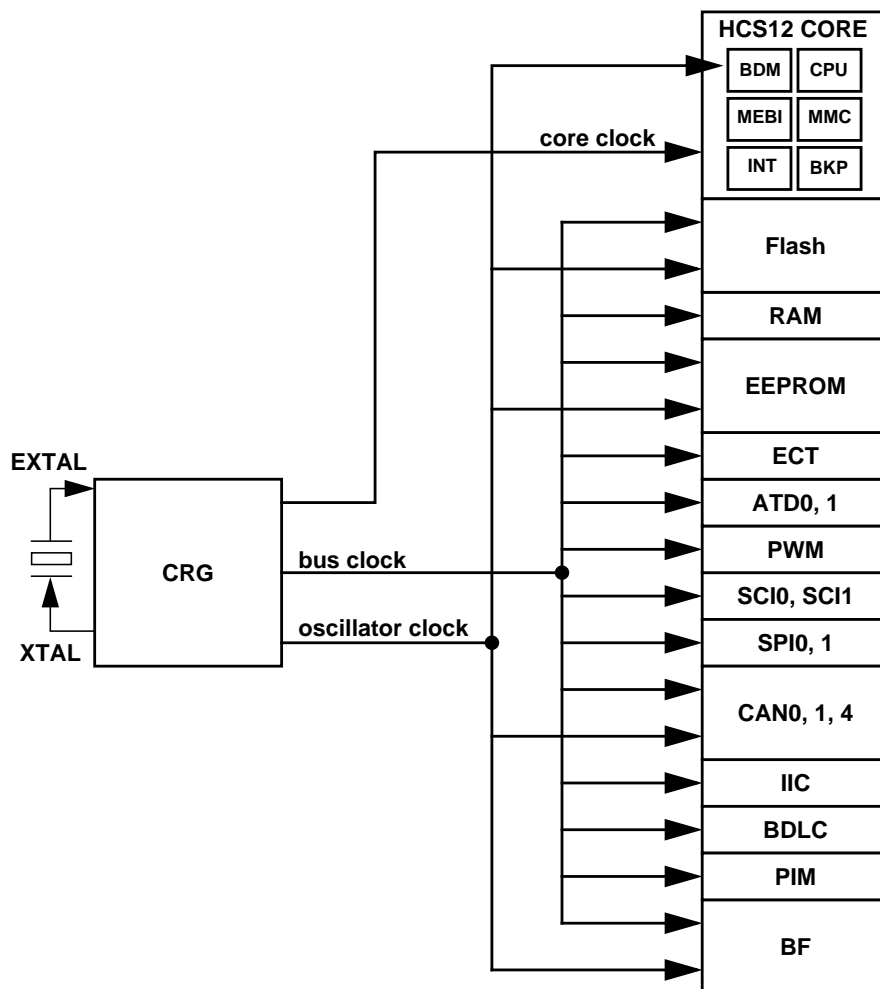 HCS12 CORE
BDM
CPU
MEBI
MMC
INT
BKP
core clock
Flash
RAM
EEPROM
ECT
ATD0, 1
PWM
SCI0, SCI1
SPI0, 1
CAN0, 1, 4
IIC
BDLC
PIM
BF
EXTAL
CRG
XTAL
bus clock
oscillator clock